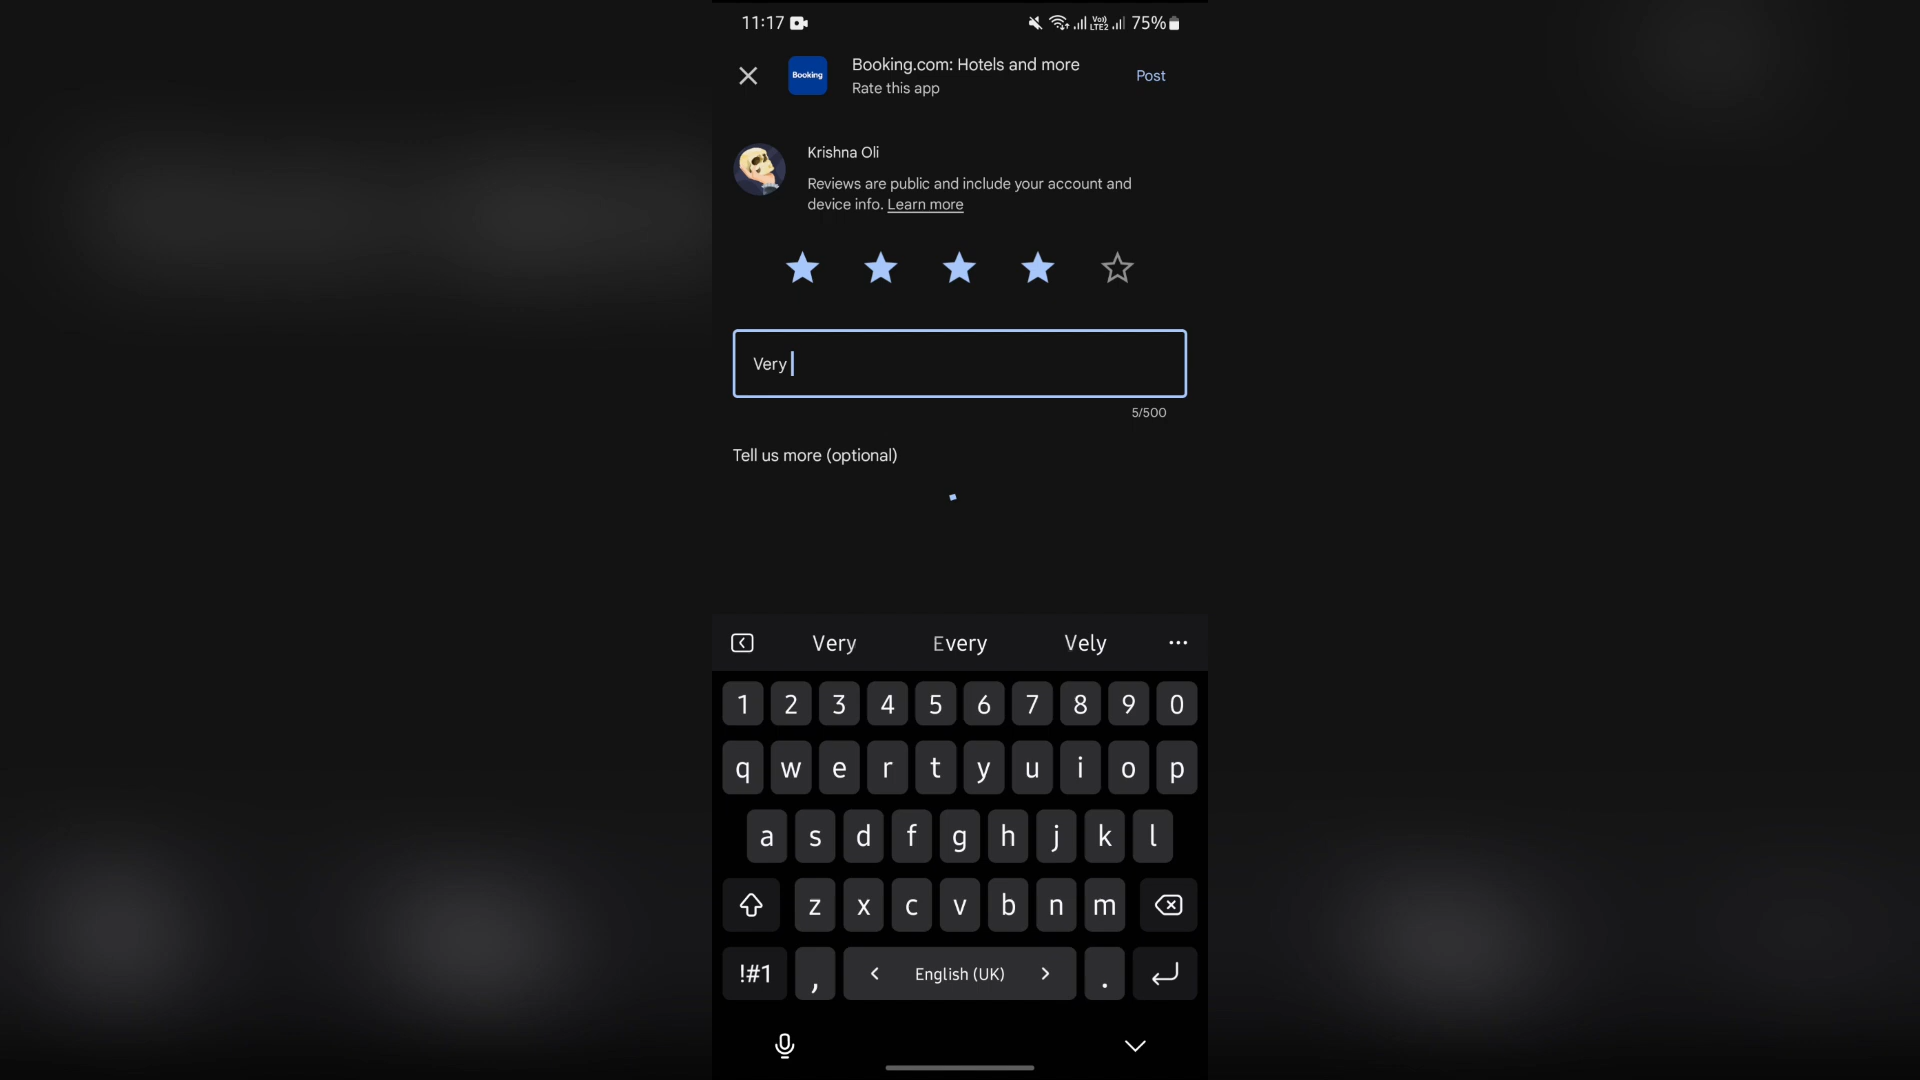 11:17
Vo))
LTE2
75%
Booking
Booking.com: Hotels and more
Rate this app
Post
Krishna Oli
Reviews are public and include your account and
device info. Learn more
Very
5/500
Tell us more (optional)
Very Every Vely
1 2 3 4 5 6 7 8 9 0
q w e r t y u i o p
a s d f g h j k l
z x c v b n m
!#1 , < English (UK) > .